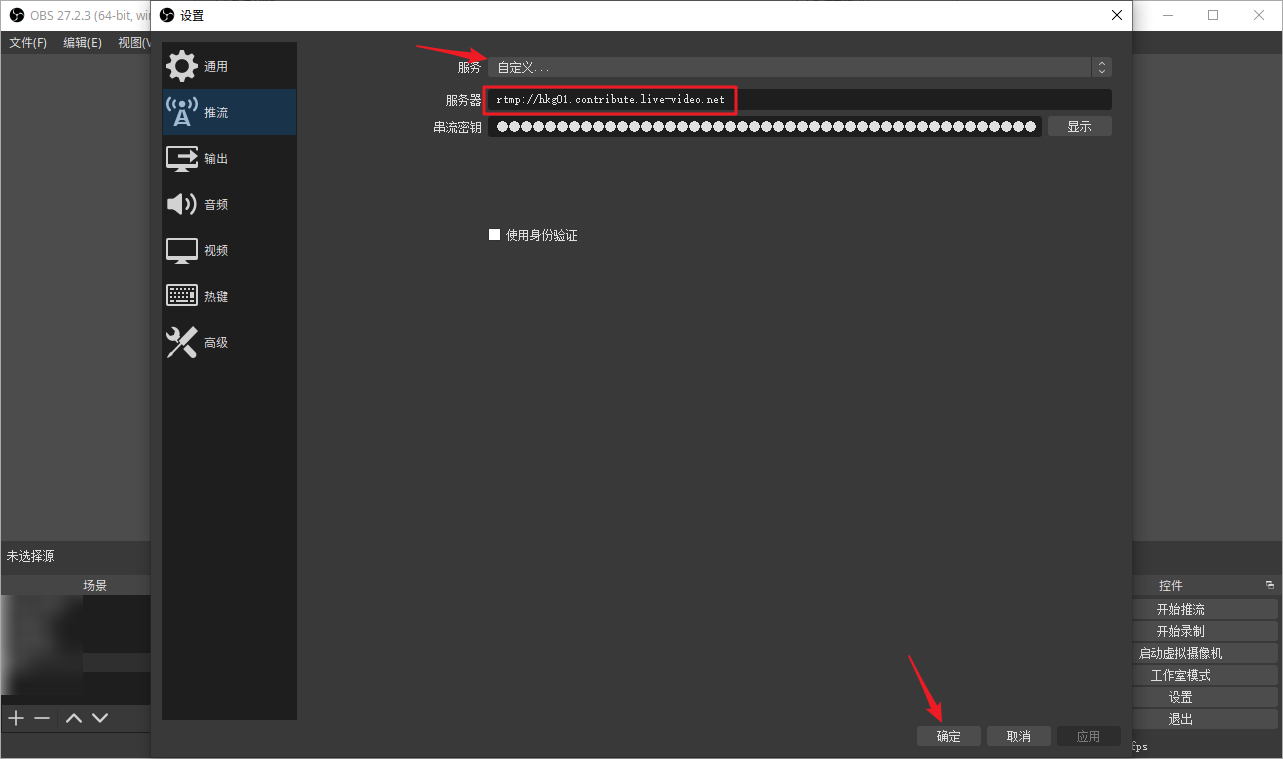 OBS 27.2.3 (64-bit, win
设置
文件(F) 编辑(E) 视图(V
通用
推流
输出
音频
视频
热键
高级
服务 自定义...
服务器 rtmp://hkg01.contribute.live-video.net
串流密钥 显示
使用身份验证
未选择源
场景
控件
开始推流
开始录制
启动虚拟摄像机
工作室模式
设置
退出
确定 取消 应用
fps